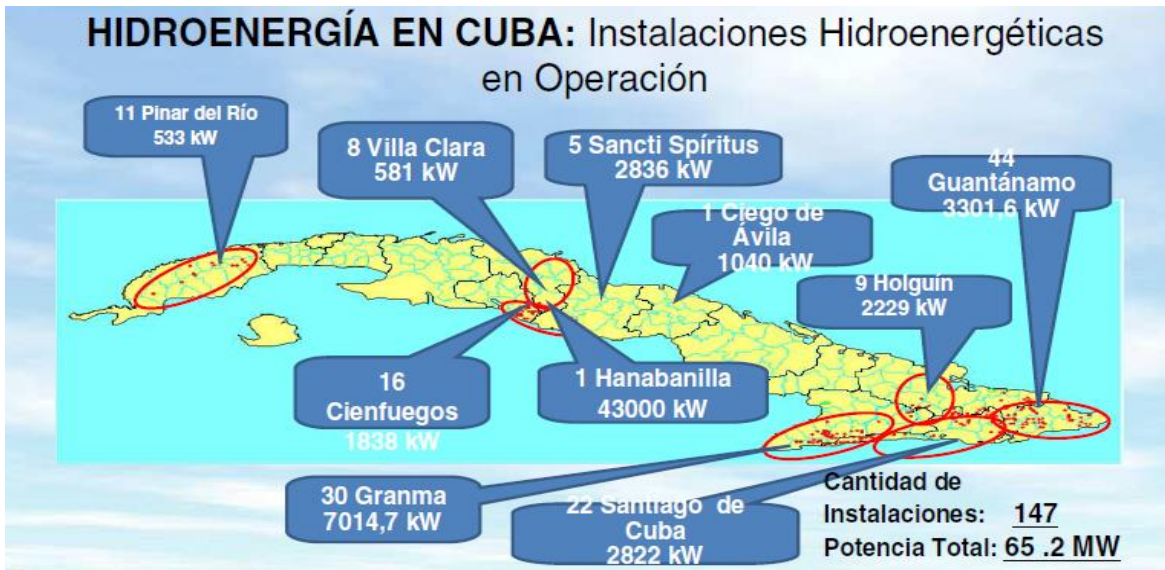 HIDROENERGÍA EN CUBA: Instalaciones Hidroenergéticas
en Operación
11 Pinar del Río
533 kW
8 Villa Clara
581 kW
5 Sancti Spíritus
2836 kW
44
Guantánamo
3301,6 kW
1 Ciego de
Ávila
1040 kW
9 Holguín
2229 kW
16
Cienfuegos
1838 kW
1 Hanabanilla
43000 kW
30 Granma
7014,7 kW
22 Santiago de
Cuba
2822 kW
Cantidad de
Instalaciones: 147
Potencia Total: 65 .2 MW